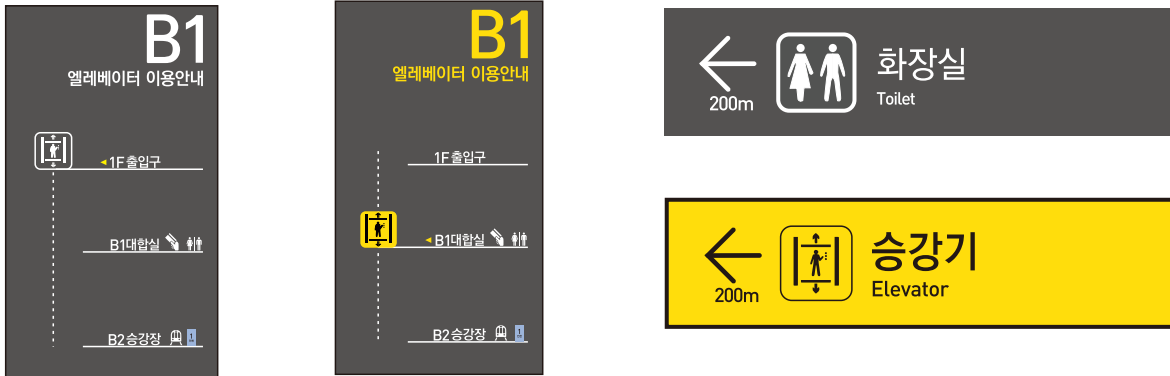 B1
엘레베이터 이용안내
1F출입구
B1대합실
B2승강장
1
B1
엘레베이터 이용안내
1F출입구
B1대합실
B2승강장
1
화장실
Toilet
200m
승강기
Elevator
200m